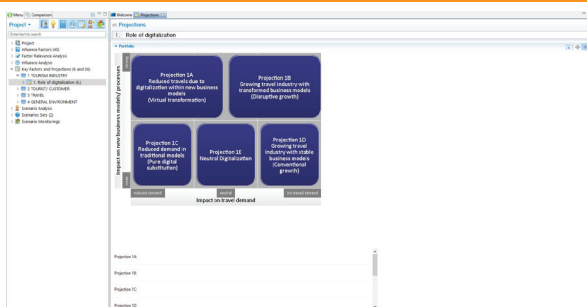 Menu
Comparison
Welcome
Projections
Project
Projections
enter text to search
1. Role of digitalization
Project
Influence Factors (40)
Factor Relevance Analysis
Influence Analysis
Key Factors and Projections (6 and 26)
1 TOURISM INDUSTRY
1. Role of digitalization (5)
2 TOURIST/ CUSTOMER
3 TRAVEL
4 GENERAL ENVIRONMENT
Scenario Analysis
Scenarios Sets (2)
Scenario Monitorings
Portfolio
Impact on new business models/ processes
Projection 1A
Reduced travels due to
digitalization within new business
models
(Virtual transformation)
Projection 1B
Growing travel industry with
transformed business models
(Disruptive growth)
Projection 1C
Reduced demand in
traditional models
(Pure digital
substitution)
Projection 1E
Neutral Digitalization
Projection 1D
Growing travel
industry with stable
business models
(Conventional
growth)
reduced demand
neutral
increased demand
Impact on travel demand
Projection 1A:
Projection 1B:
Projection 1C:
Projection 1D: